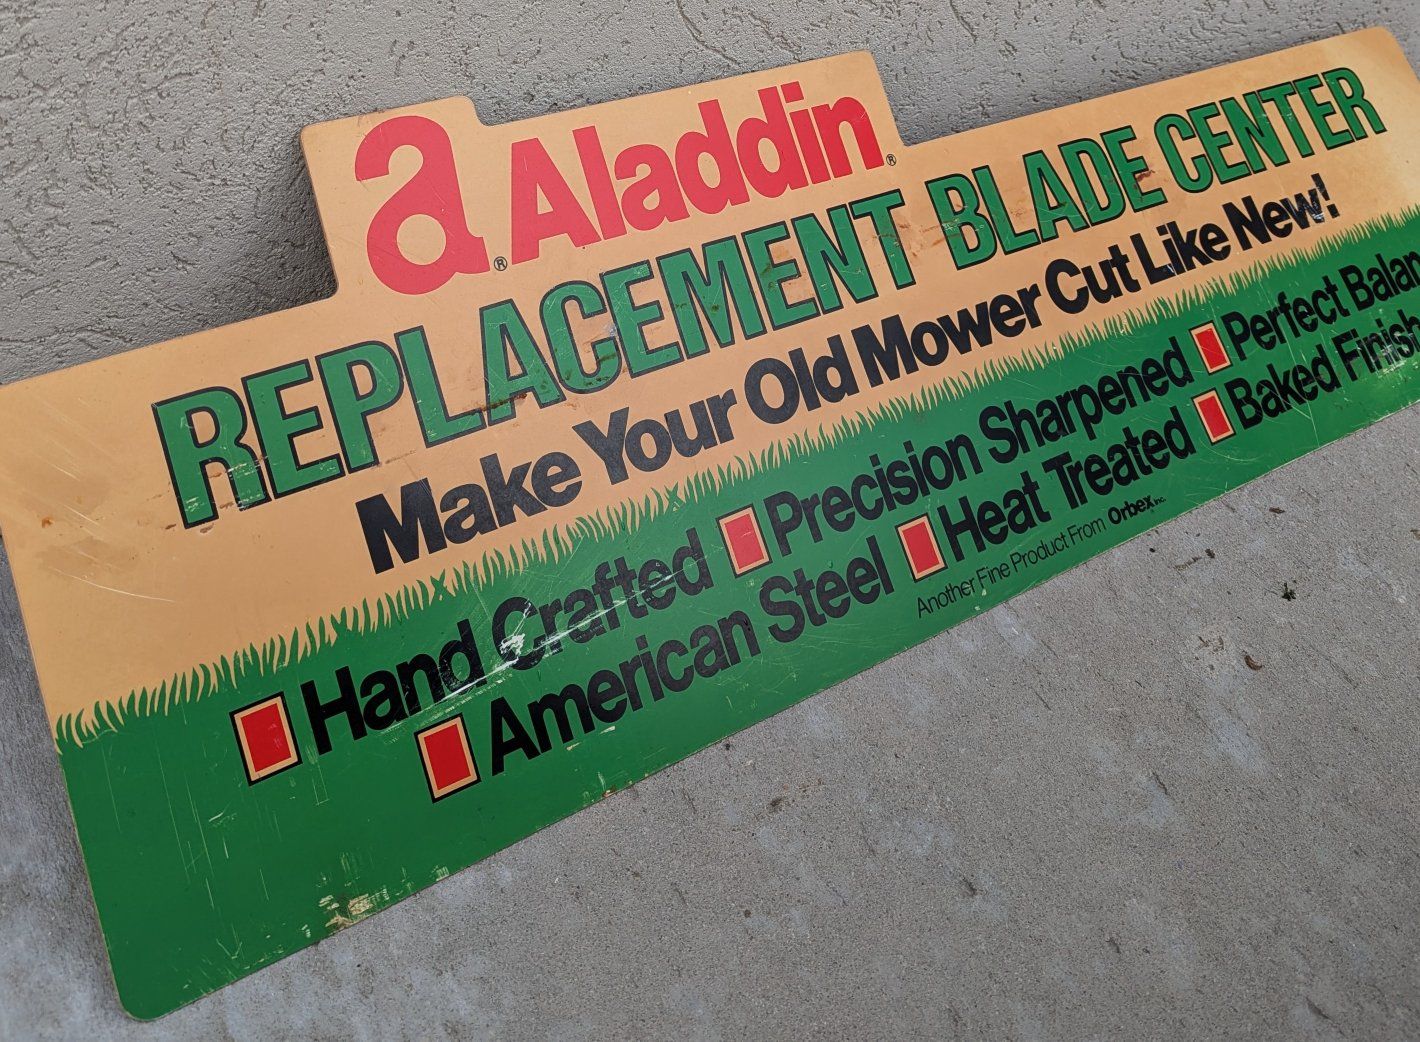 a® Aladdin®
REPLACEMENT BLADE CENTER
Make Your Old Mower Cut Like New!
Hand Crafted Precision Sharpened Perfect Balan
American Steel Heat Treated Baked Finish
Another Fine Product From Orbex Inc.